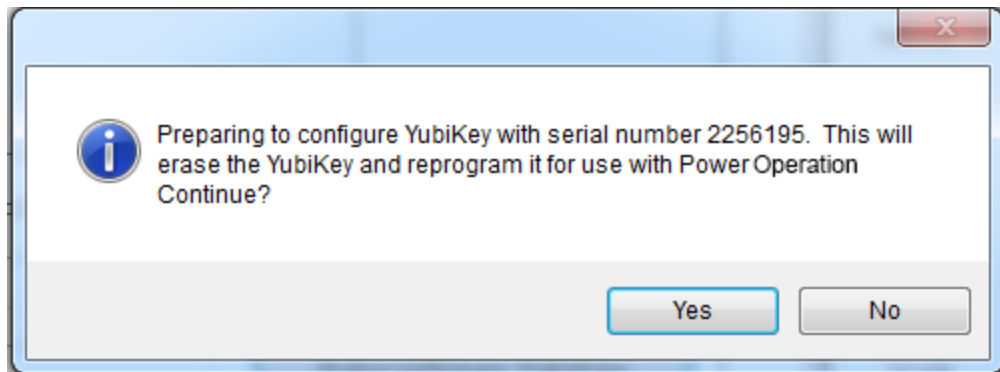 Preparing to configure YubiKey with serial number 2256195. This will
erase the YubiKey and reprogram it for use with Power Operation
Continue?
Yes
No